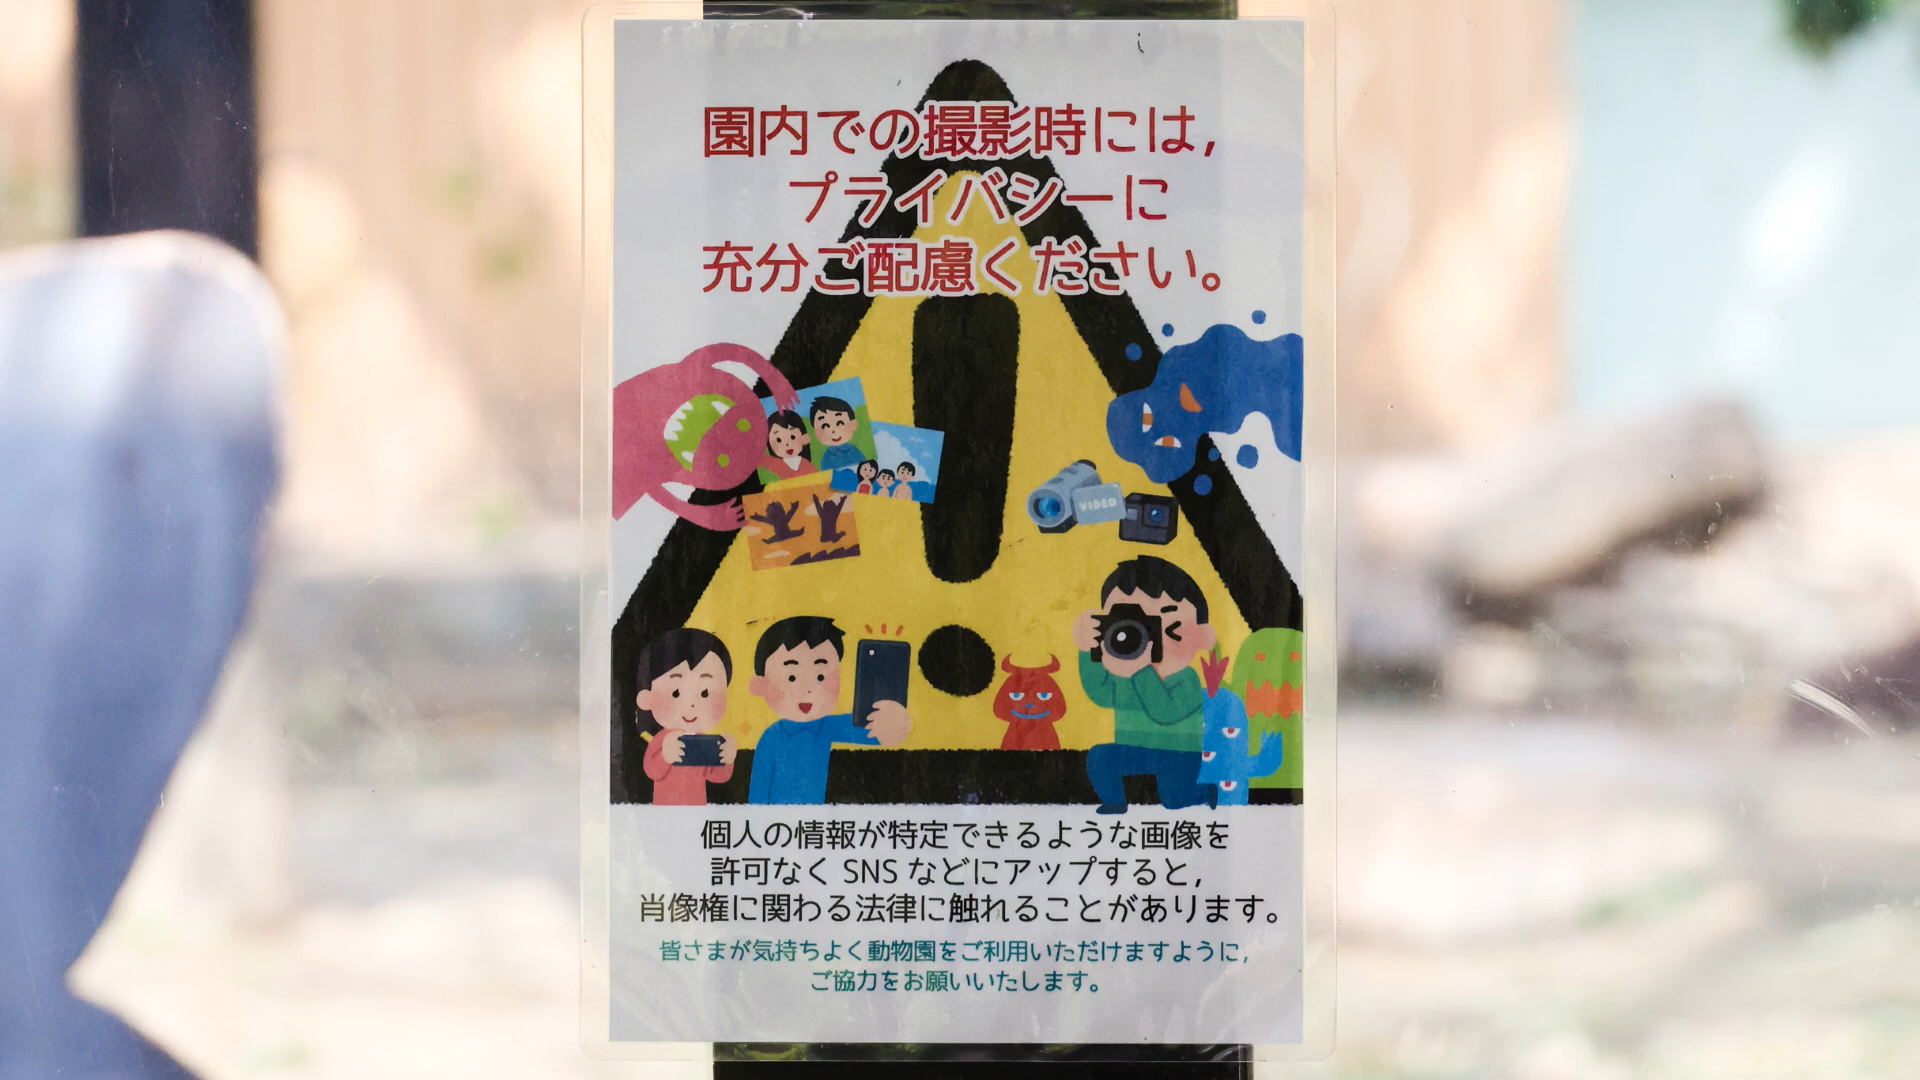 園内での撮影時には,
プライバシーに
充分ご配慮ください。
VIDEO
個人の情報が特定できるような画像を
許可なく SNS などにアップすると,
肖像権に関わる法律に触れることがあります。
皆さまが気持ちよく動物園をご利用いただけますように,
ご協力をお願いいたします。